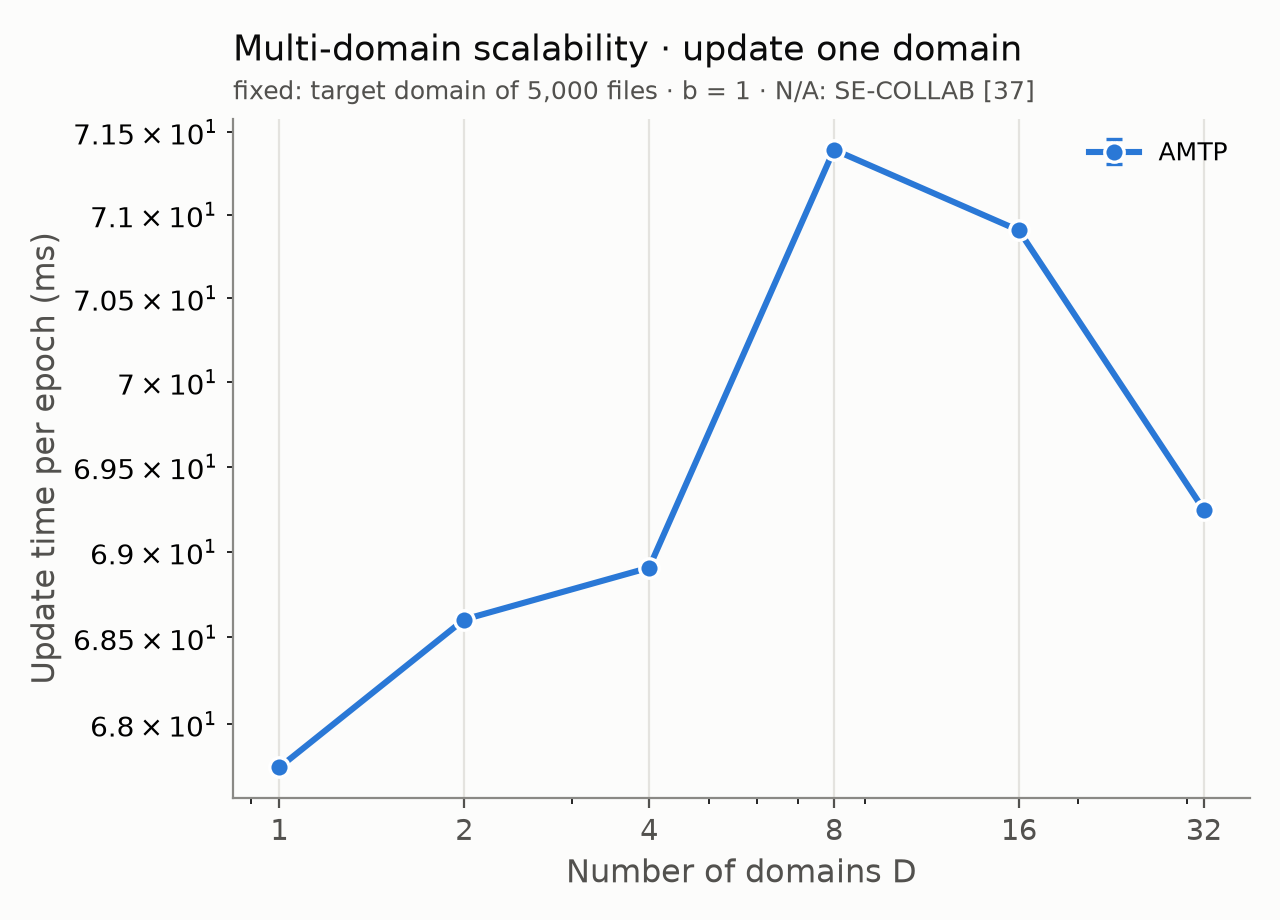 Multi-domain scalability · update one domain
fixed: target domain of 5,000 files · b = 1 · N/A: SE-COLLAB [37]
AMTP
Update time per epoch (ms)
7.15 × 10¹
7.1 × 10¹
7.05 × 10¹
7 × 10¹
6.95 × 10¹
6.9 × 10¹
6.85 × 10¹
6.8 × 10¹
1 2 4 8 16 32
Number of domains D